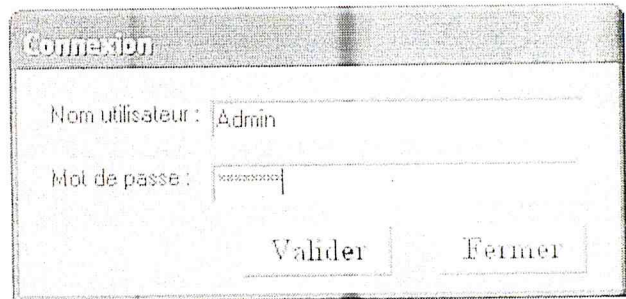 Connexion
Nom utilisateur : Admin
Mot de passe : ********
Valider Fermer